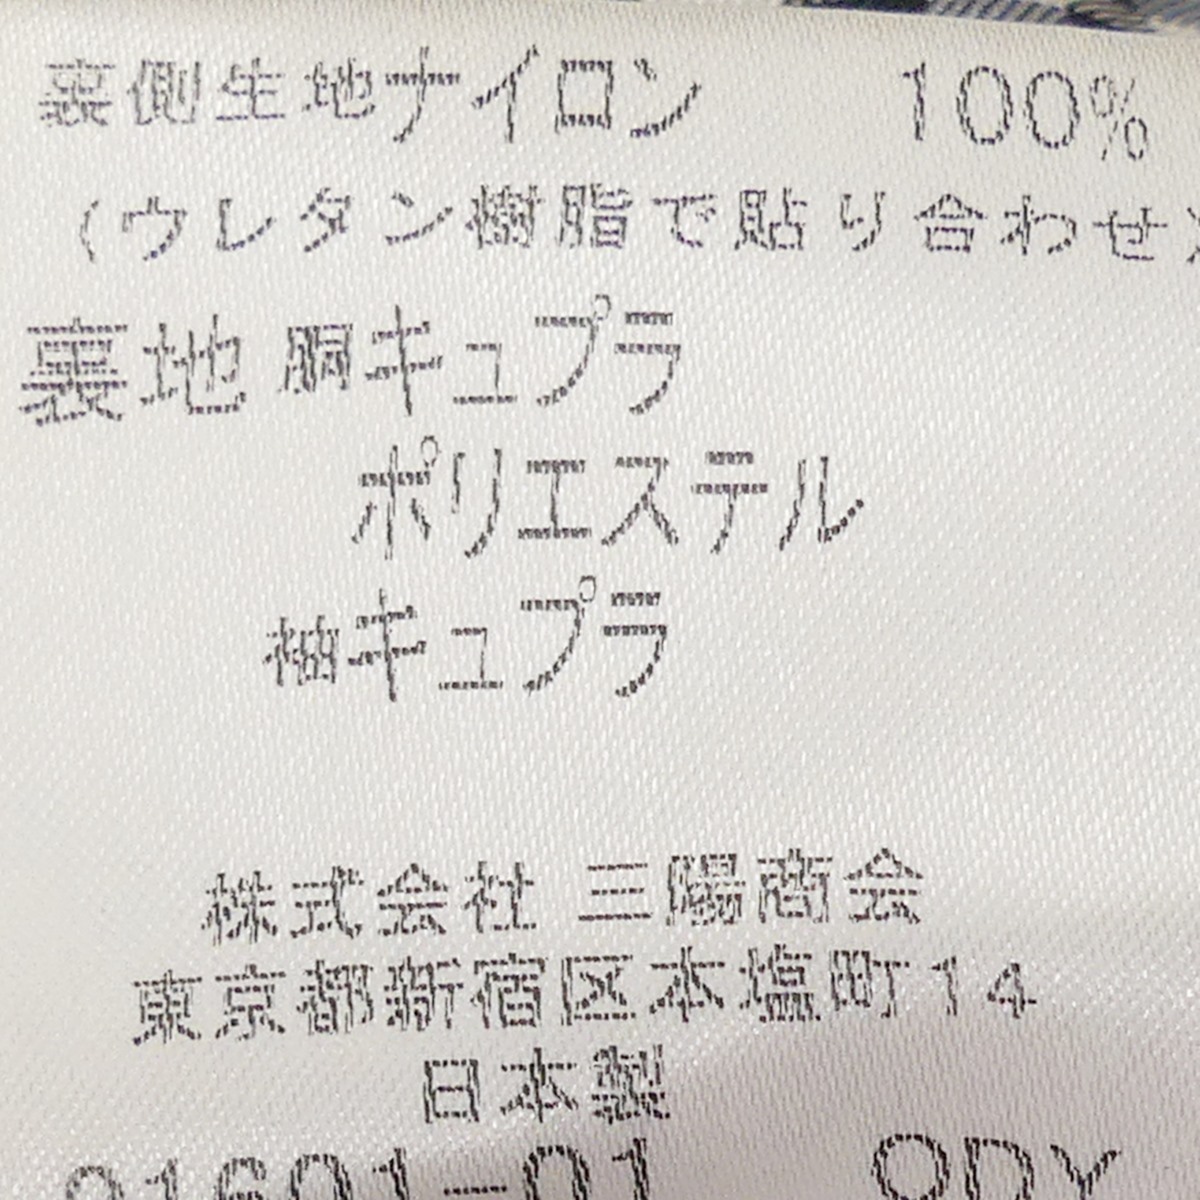 裏側生地ナイロン 100%
(ウレタン樹脂で貼り合わせ)
裏地 胴キュプラ
ポリエステル
袖キュプラ
株式会社 三陽商会
東京都新宿区本塩町14
日本製